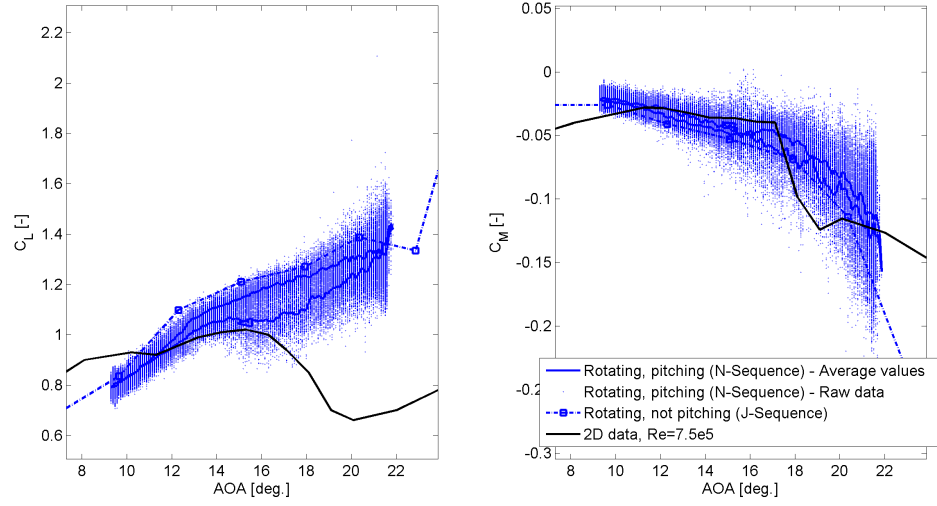 2.2
2
1.8
1.6
1.4
1.2
1
0.8
0.6
C_L [-]
8 10 12 14 16 18 20 22
AOA [deg.]
0.05
0
-0.05
-0.1
-0.15
-0.2
-0.2
-0.3
C_M [-]
Rotating, pitching (N-Sequence) - Average values
Rotating, pitching (N-Sequence) - Raw data
Rotating, not pitching (J-Sequence)
2D data, Re=7.5e5
8 10 12 14 16 18 20 22
AOA [deg.]